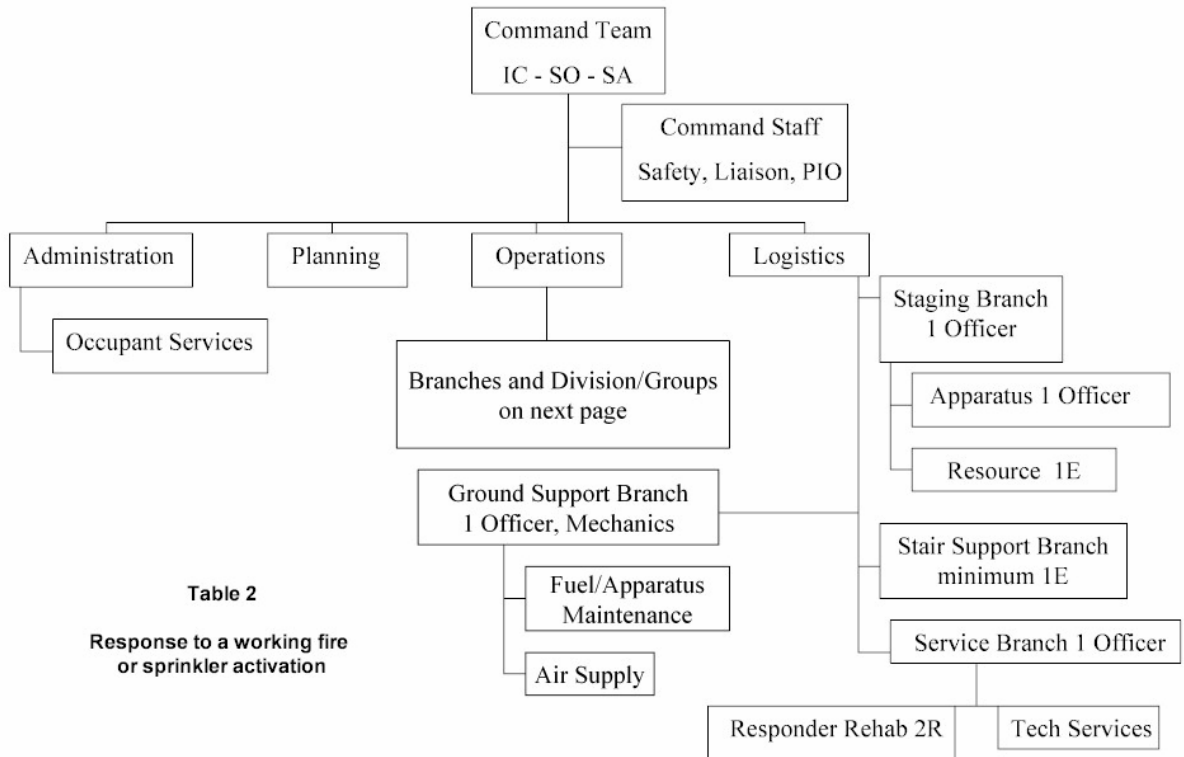 Command Team
IC - SO - SA
Command Staff
Safety, Liaison, PIO
Administration
Planning
Operations
Logistics
Occupant Services
Staging Branch
1 Officer
Apparatus 1 Officer
Resource 1E
Branches and Division/Groups
on next page
Ground Support Branch
1 Officer, Mechanics
Fuel/Apparatus
Maintenance
Air Supply
Stair Support Branch
minimum 1E
Service Branch 1 Officer
Responder Rehab 2R
Tech Services
Table 2
Response to a working fire
or sprinkler activation